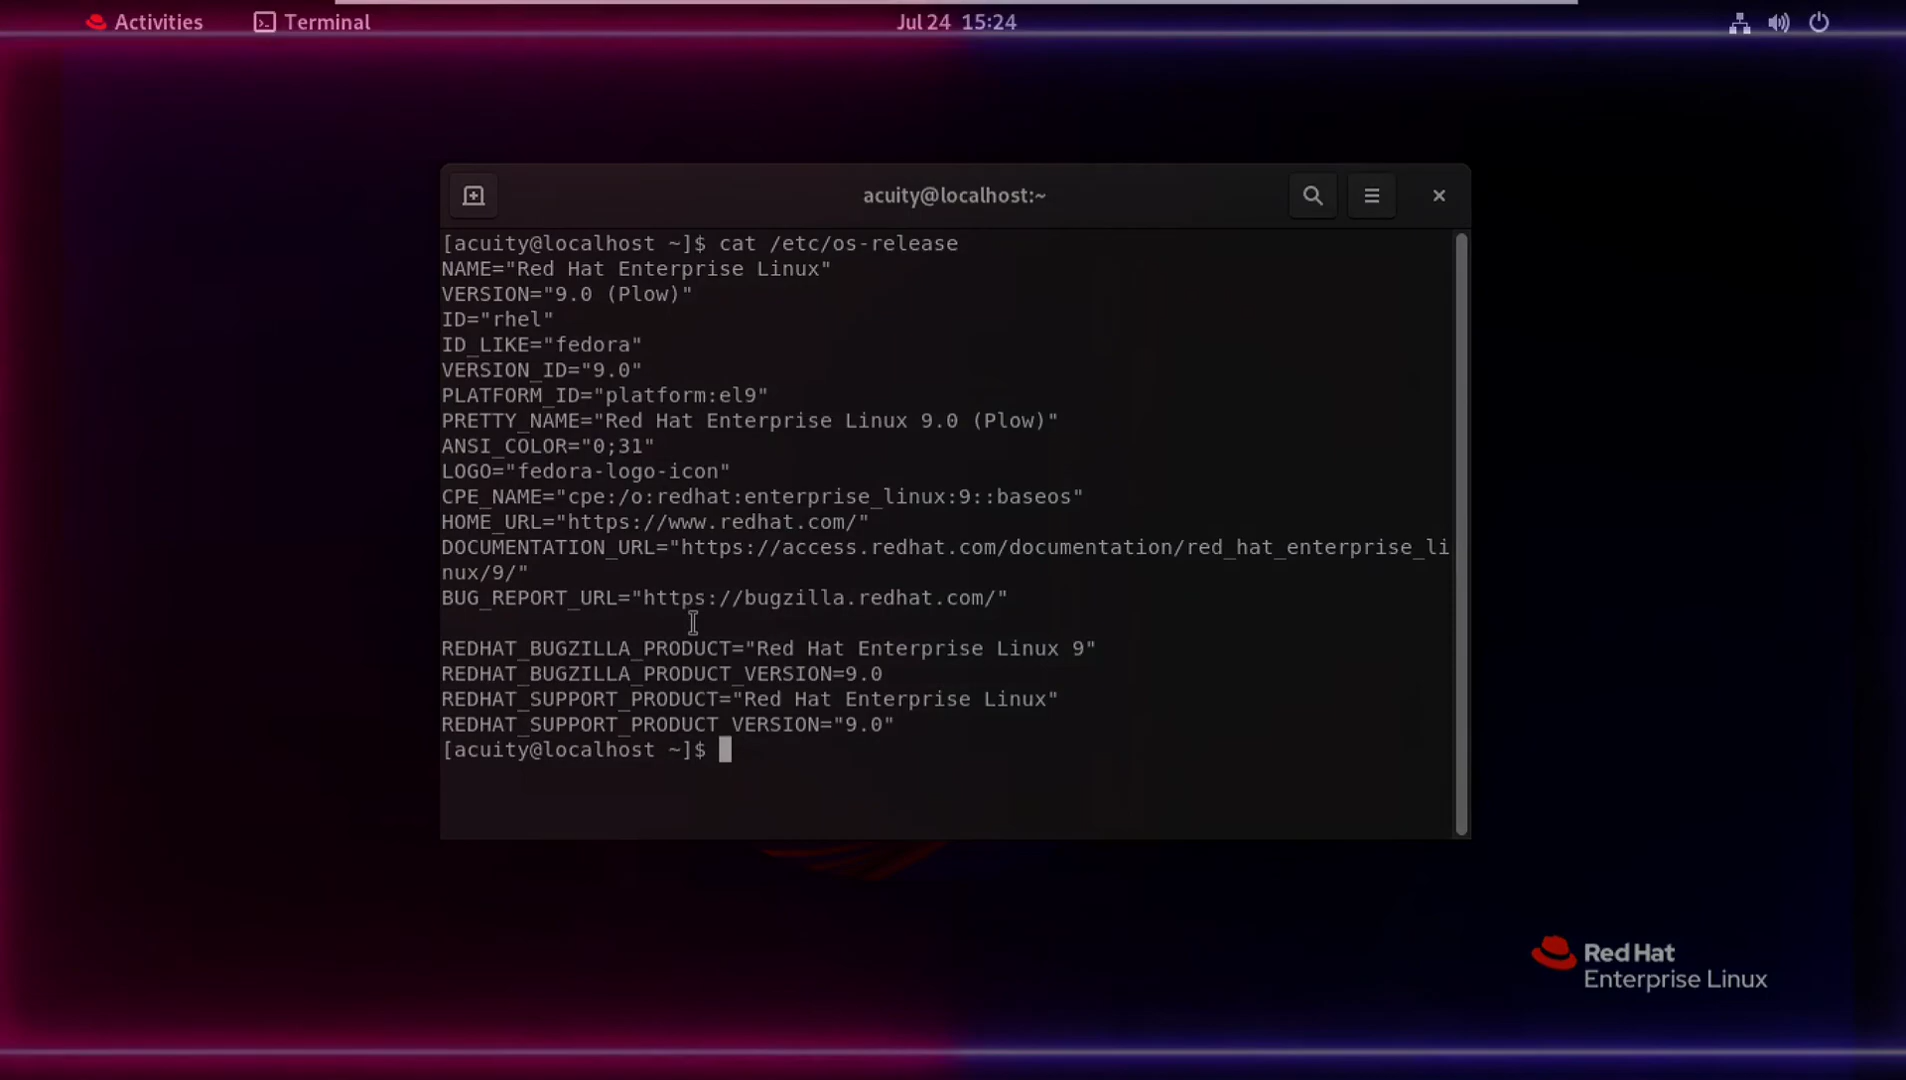 Activities Terminal Jul 24 15:24
acuity@localhost:~
[acuity@localhost ~]$ cat /etc/os-release
NAME="Red Hat Enterprise Linux"
VERSION="9.0 (Plow)"
ID="rhel"
ID_LIKE="fedora"
VERSION_ID="9.0"
PLATFORM_ID="platform:el9"
PRETTY_NAME="Red Hat Enterprise Linux 9.0 (Plow)"
ANSI_COLOR="0;31"
LOGO="fedora-logo-icon"
CPE_NAME="cpe:/o:redhat:enterprise_linux:9::baseos"
HOME_URL="https://www.redhat.com/"
DOCUMENTATION_URL="https://access.redhat.com/documentation/red_hat_enterprise_li
nux/9/"
BUG_REPORT_URL="https://bugzilla.redhat.com/"
REDHAT_BUGZILLA_PRODUCT="Red Hat Enterprise Linux 9"
REDHAT_BUGZILLA_PRODUCT_VERSION=9.0
REDHAT_SUPPORT_PRODUCT="Red Hat Enterprise Linux"
REDHAT_SUPPORT_PRODUCT_VERSION="9.0"
[acuity@localhost ~]$
Red Hat
Enterprise Linux